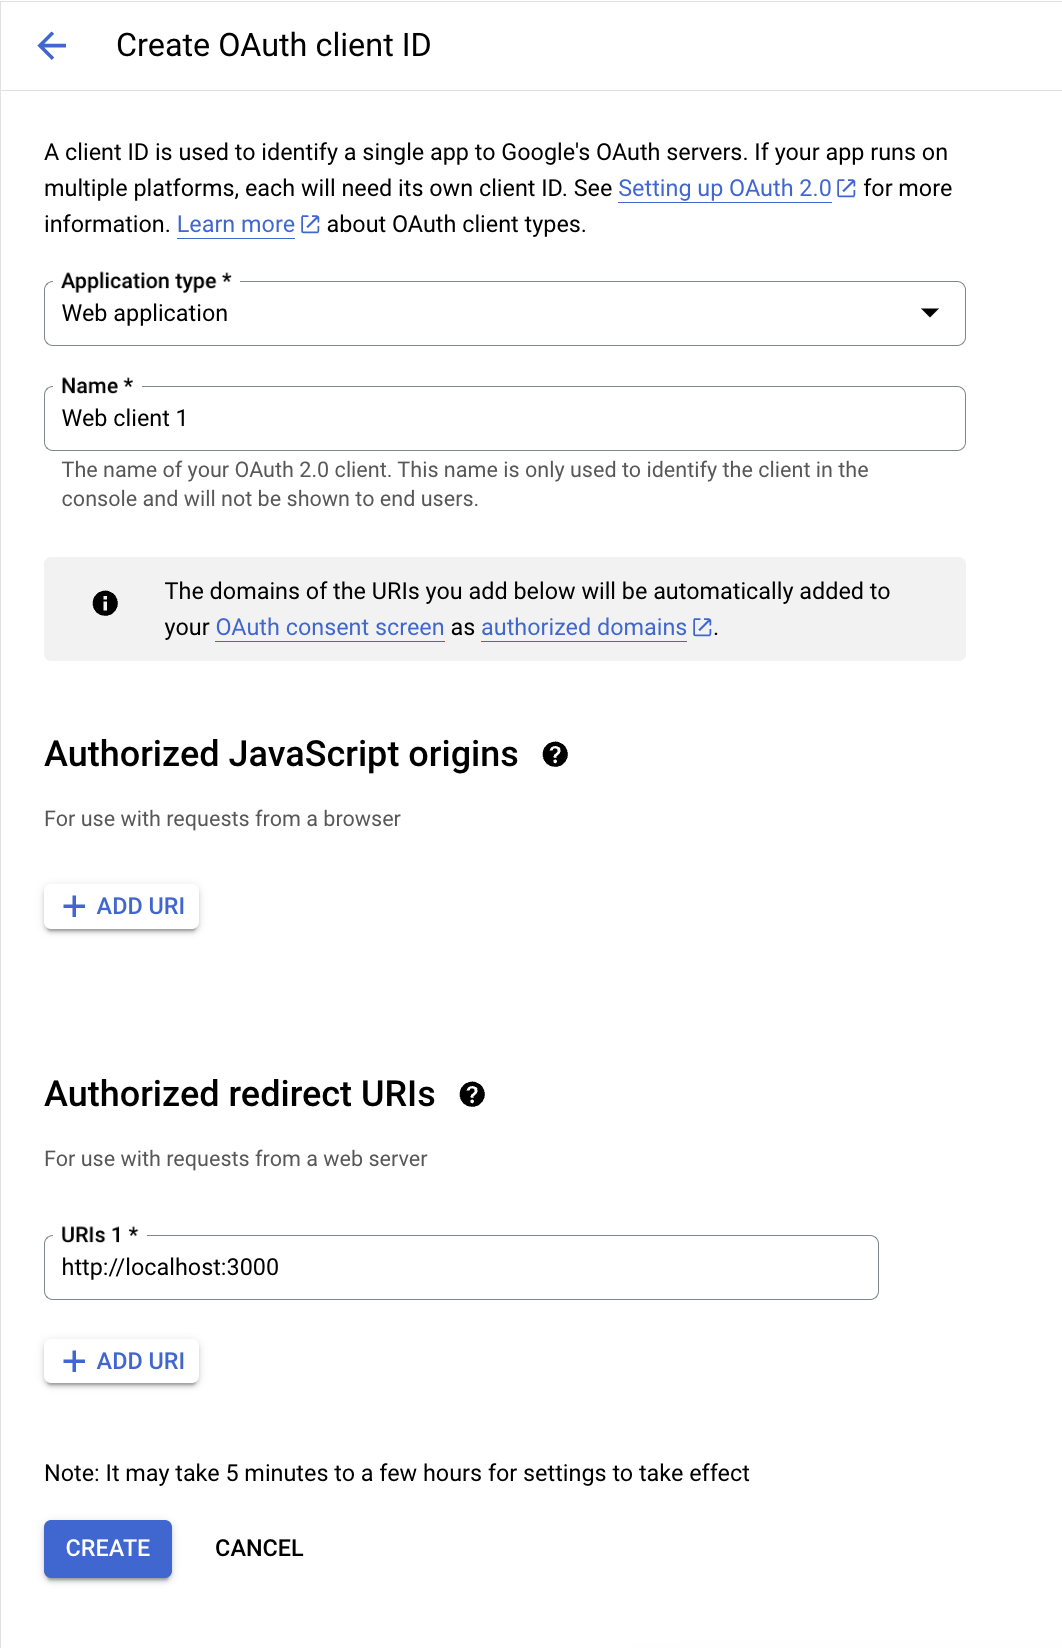 Create OAuth client ID
A client ID is used to identify a single app to Google's OAuth servers. If your app runs on
multiple platforms, each will need its own client ID. See Setting up OAuth 2.0 for more
information. Learn more about OAuth client types.
Application type *
Web application
Name *
Web client 1
The name of your OAuth 2.0 client. This name is only used to identify the client in the
console and will not be shown to end users.
The domains of the URIs you add below will be automatically added to
your OAuth consent screen as authorized domains.
Authorized JavaScript origins
For use with requests from a browser
ADD URI
Authorized redirect URIs
For use with requests from a web server
URIs 1 *
http://localhost:3000
ADD URI
Note: It may take 5 minutes to a few hours for settings to take effect
CREATE CANCEL